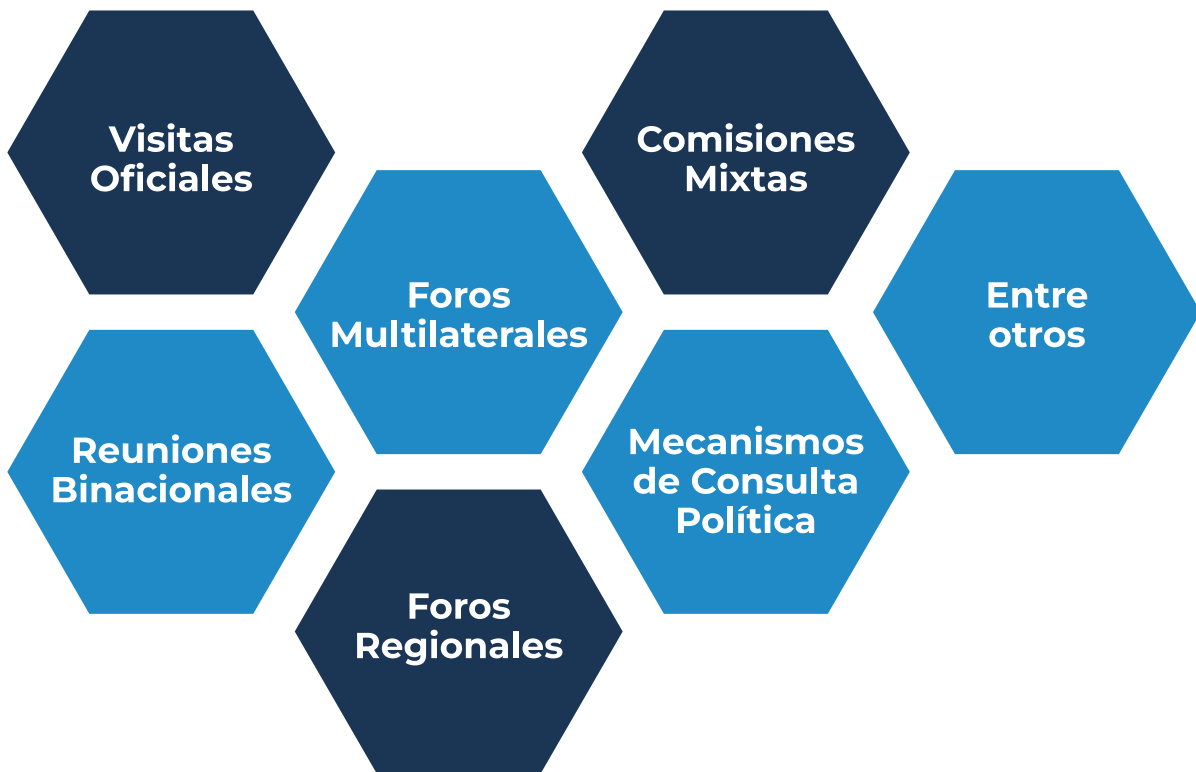 Visitas
Oficiales
Comisiones
Mixtas
Foros
Multilaterales
Entre
otros
Reuniones
Binacionales
Mecanismos
de Consulta
Política
Foros
Regionales